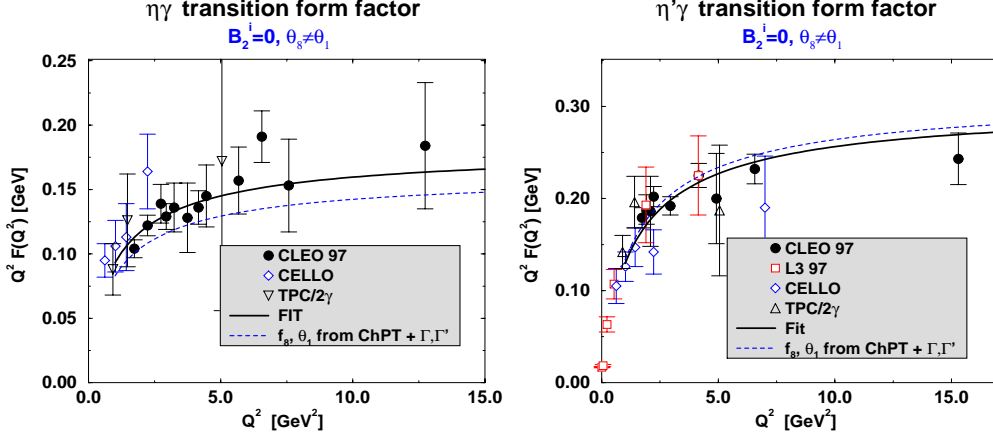 ηγ transition form factor
B₂ⁱ=0, θ₈≠θ₁
0.25
0.20
0.15
0.10
0.05
0.00
Q² F(Q²) [GeV]
CLEO 97
CELLO
TPC/2γ
FIT
f₈, θ₁ from ChPT + Γ,Γ'
0.0
5.0
10.0
15.0
Q² [GeV²]
η'γ transition form factor
B₂ⁱ=0, θ₈≠θ₁
0.30
0.20
0.10
0.00
Q² F(Q²) [GeV]
CLEO 97
L3 97
CELLO
TPC/2γ
Fit
f₈, θ₁ from ChPT + Γ,Γ'
0.0
5.0
10.0
15.0
Q² [GeV²]